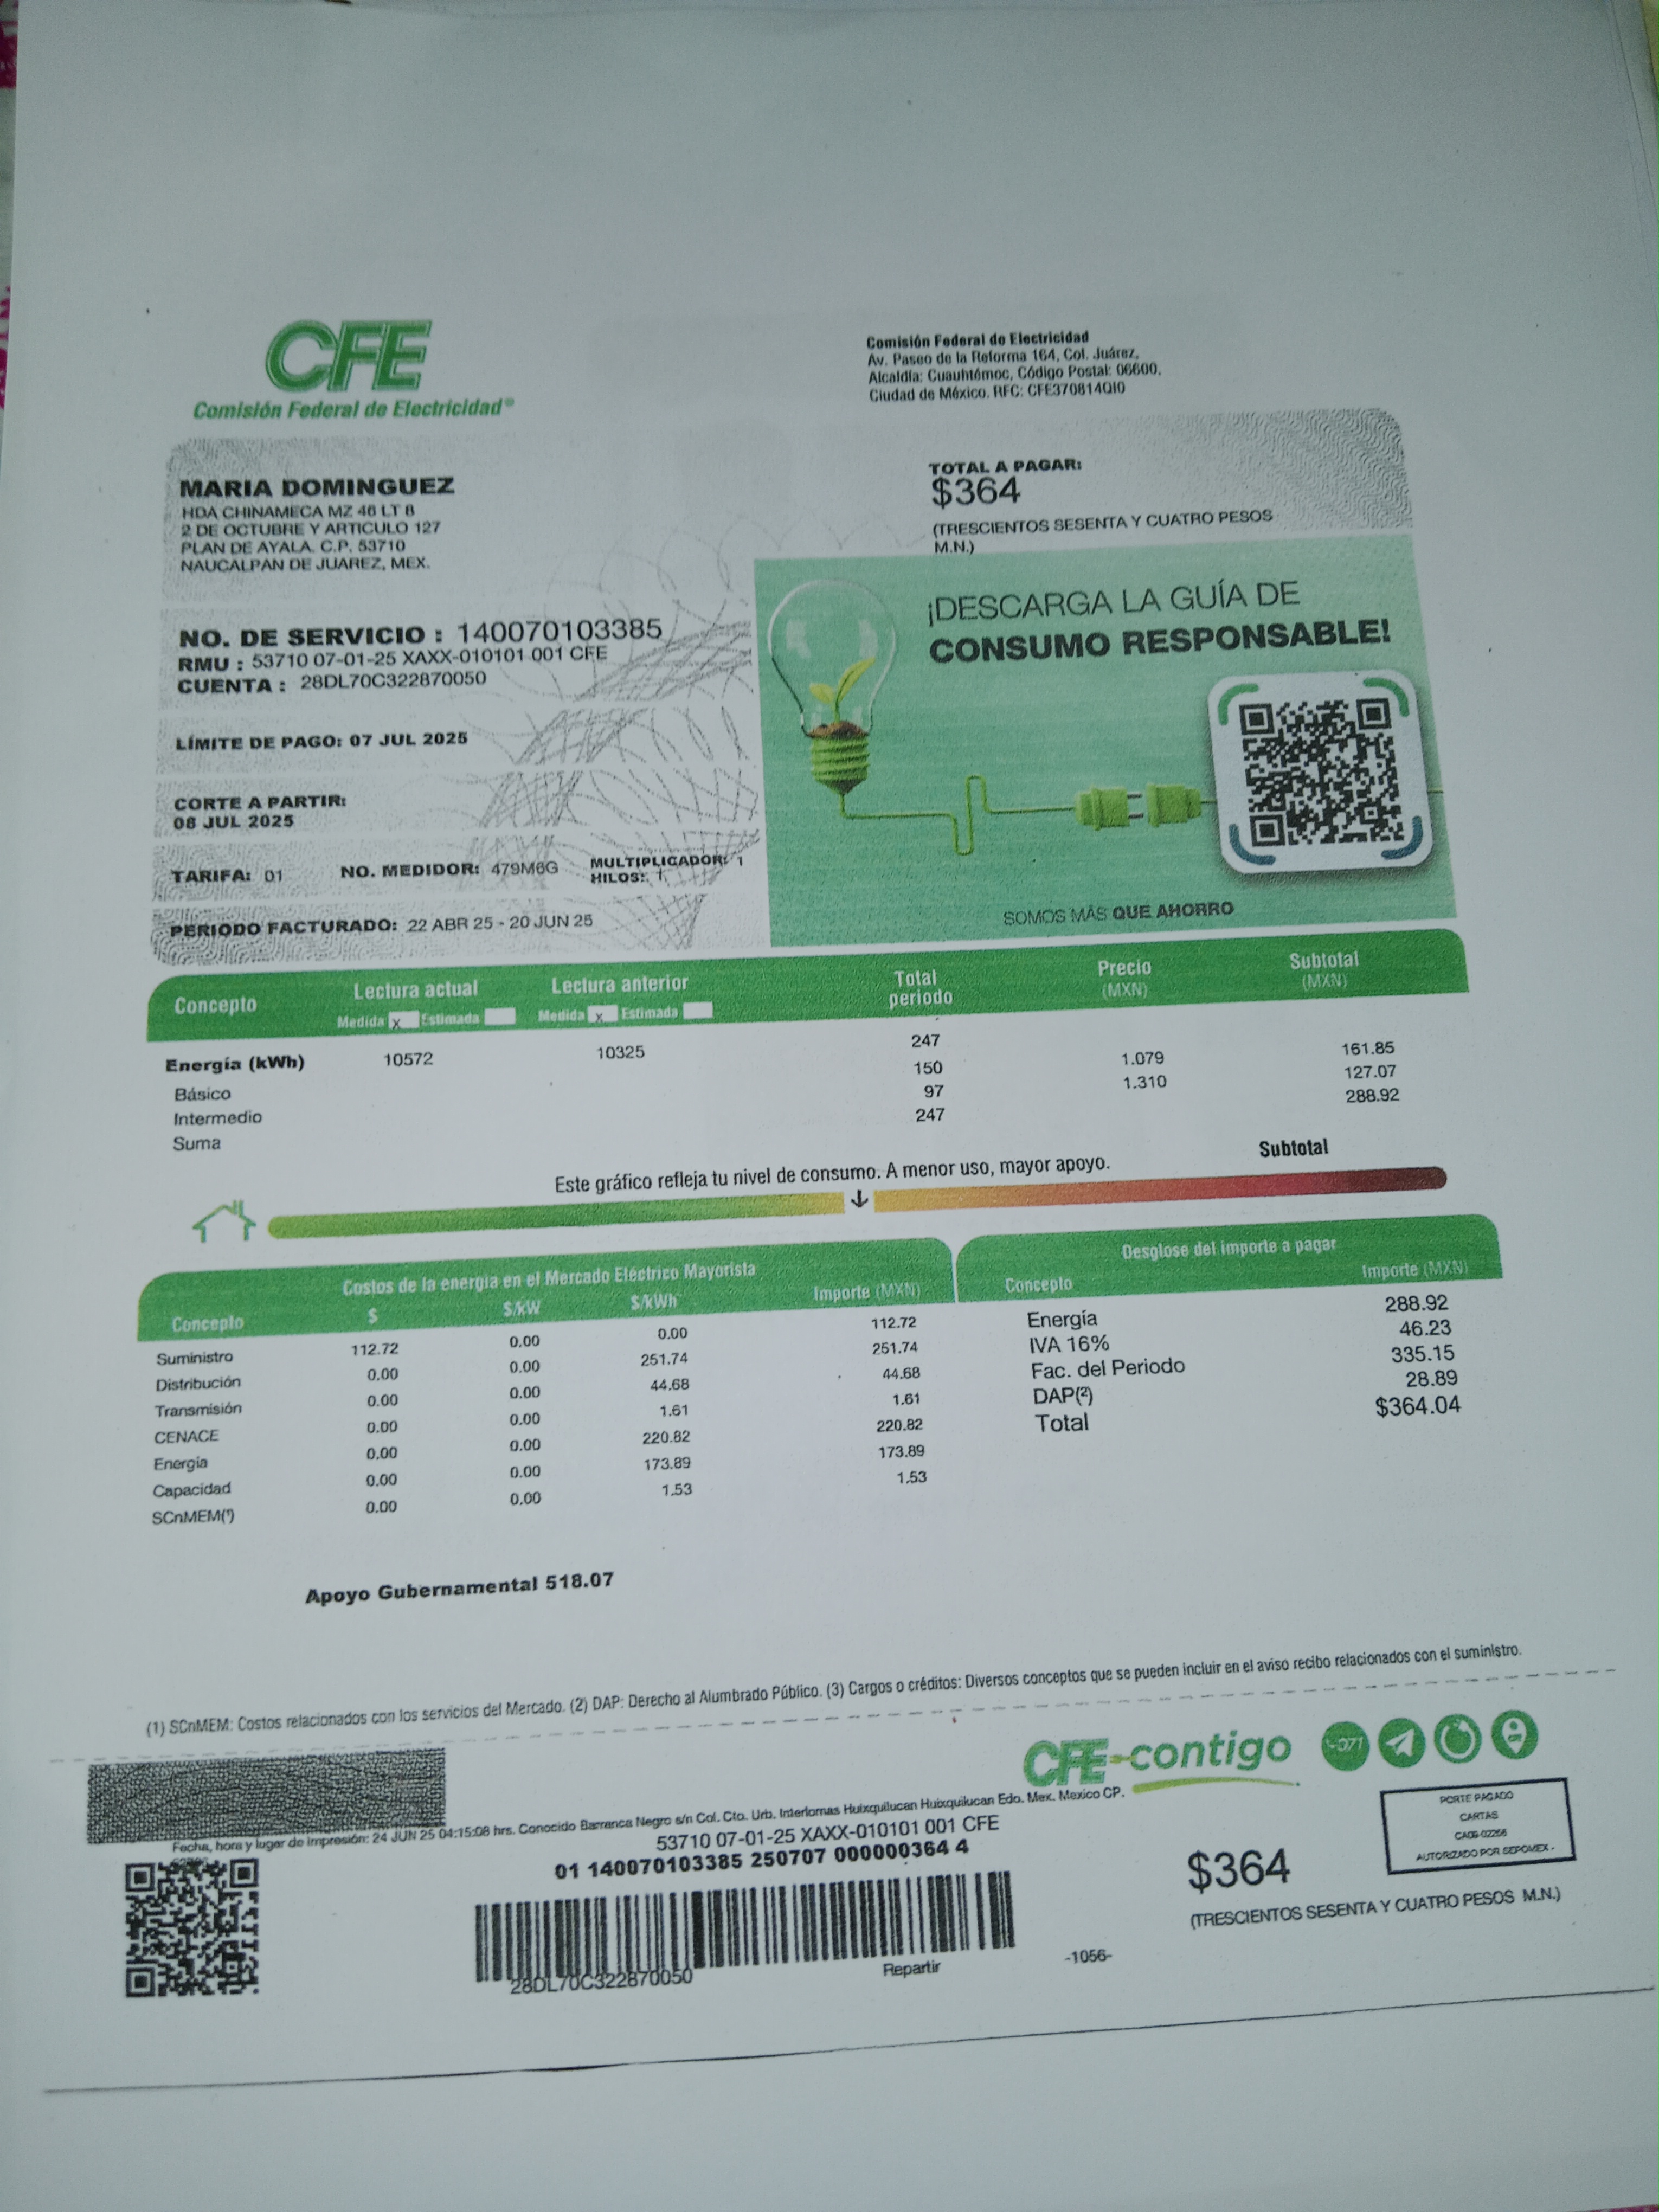 CFE
Comisión Federal de Electricidad®
Comisión Federal de Electricidad
Av. Paseo de la Reforma 164, Col. Juárez,
Alcaldía: Cuauhtémoc, Código Postal: 06600,
Ciudad de México. RFC: CFE370814QI0
MARIA DOMINGUEZ
HDA CHINAMECA MZ 46 LT 8
2 DE OCTUBRE Y ARTICULO 127
PLAN DE AYALA. C.P. 53710
NAUCALPAN DE JUAREZ, MEX.
TOTAL A PAGAR:
$364
(TRESCIENTOS SESENTA Y CUATRO PESOS
M.N.)
NO. DE SERVICIO : 140070103385
RMU : 53710 07-01-25 XAXX-010101 001 CFE
CUENTA : 28DL70C322870050
LÍMITE DE PAGO: 07 JUL 2025
CORTE A PARTIR:
08 JUL 2025
TARIFA: 01 NO. MEDIDOR: 479M6G MULTIPLICADOR: 1
HILOS: 1
PERIODO FACTURADO: 22 ABR 25 - 20 JUN 25
¡DESCARGA LA GUÍA DE
CONSUMO RESPONSABLE!
SOMOS MÁS QUE AHORRO
Concepto Lectura actual Lectura anterior Total periodo Precio (MXN) Subtotal (MXN)
Medida x Estimada Medida x Estimada
Energía (kWh) 10572 10325 247
Básico 150 1.079 161.85
Intermedio 97 1.310 127.07
Suma 247 288.92
Este gráfico refleja tu nivel de consumo. A menor uso, mayor apoyo.
Subtotal
Costos de la energía en el Mercado Eléctrico Mayorista
Concepto $ $/kW $/kWh Importe (MXN)
Suministro 112.72 0.00 0.00 112.72
Distribución 0.00 0.00 251.74 251.74
Transmisión 0.00 0.00 44.68 44.68
CENACE 0.00 0.00 1.61 1.61
Energía 0.00 0.00 220.82 220.82
Capacidad 0.00 0.00 173.89 173.89
SCnMEM(¹) 0.00 0.00 1.53 1.53
Desglose del importe a pagar
Concepto Importe (MXN)
Energía 288.92
IVA 16% 46.23
Fac. del Periodo 335.15
DAP(²) 28.89
Total $364.04
Apoyo Gubernamental 518.07
(1) SCnMEM: Costos relacionados con los servicios del Mercado. (2) DAP: Derecho al Alumbrado Público. (3) Cargos o créditos: Diversos conceptos que se pueden incluir en el aviso recibo relacionados con el suministro.
CFE-contigo
071
Fecha, hora y lugar de impresión: 24 JUN 25 04:15:08 hrs. Conocido Barranca Negro s/n Col. Cto. Urb. Interlomas Huixquilucan Huixquilucan Edo. Mex. Mexico CP.
53710 07-01-25 XAXX-010101 001 CFE
01 140070103385 250707 000000364 4
28DL70C322870050
Repartir
-1056-
$364
(TRESCIENTOS SESENTA Y CUATRO PESOS M.N.)
PORTE PAGADO
CARTAS
CA09-02256
AUTORIZADO POR SEPOMEX.